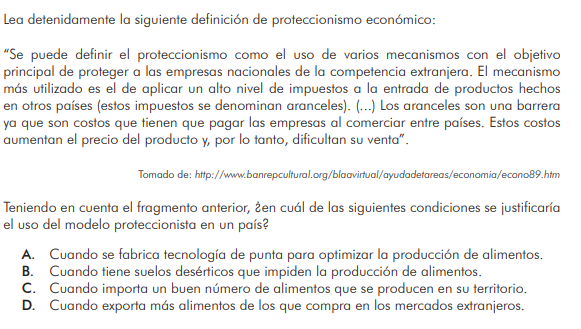 Lea detenidamente la siguiente definición de proteccionismo económico:
“Se puede definir el proteccionismo como el uso de varios mecanismos con el objetivo
principal de proteger a las empresas nacionales de la competencia extranjera. El mecanismo
más utilizado es el de aplicar un alto nivel de impuestos a la entrada de productos hechos
en otros países (estos impuestos se denominan aranceles). (...) Los aranceles son una barrera
ya que son costos que tienen que pagar las empresas al comerciar entre países. Estos costos
aumentan el precio del producto y, por lo tanto, dificultan su venta”.
Tomado de: http://www.banrepcultural.org/blaavirtual/ayudadetareas/economia/econo89.htm
Teniendo en cuenta el fragmento anterior, ¿en cuál de las siguientes condiciones se justificaría
el uso del modelo proteccionista en un país?
A. Cuando se fabrica tecnología de punta para optimizar la producción de alimentos.
B. Cuando tiene suelos desérticos que impiden la producción de alimentos.
C. Cuando importa un buen número de alimentos que se producen en su territorio.
D. Cuando exporta más alimentos de los que compra en los mercados extranjeros.